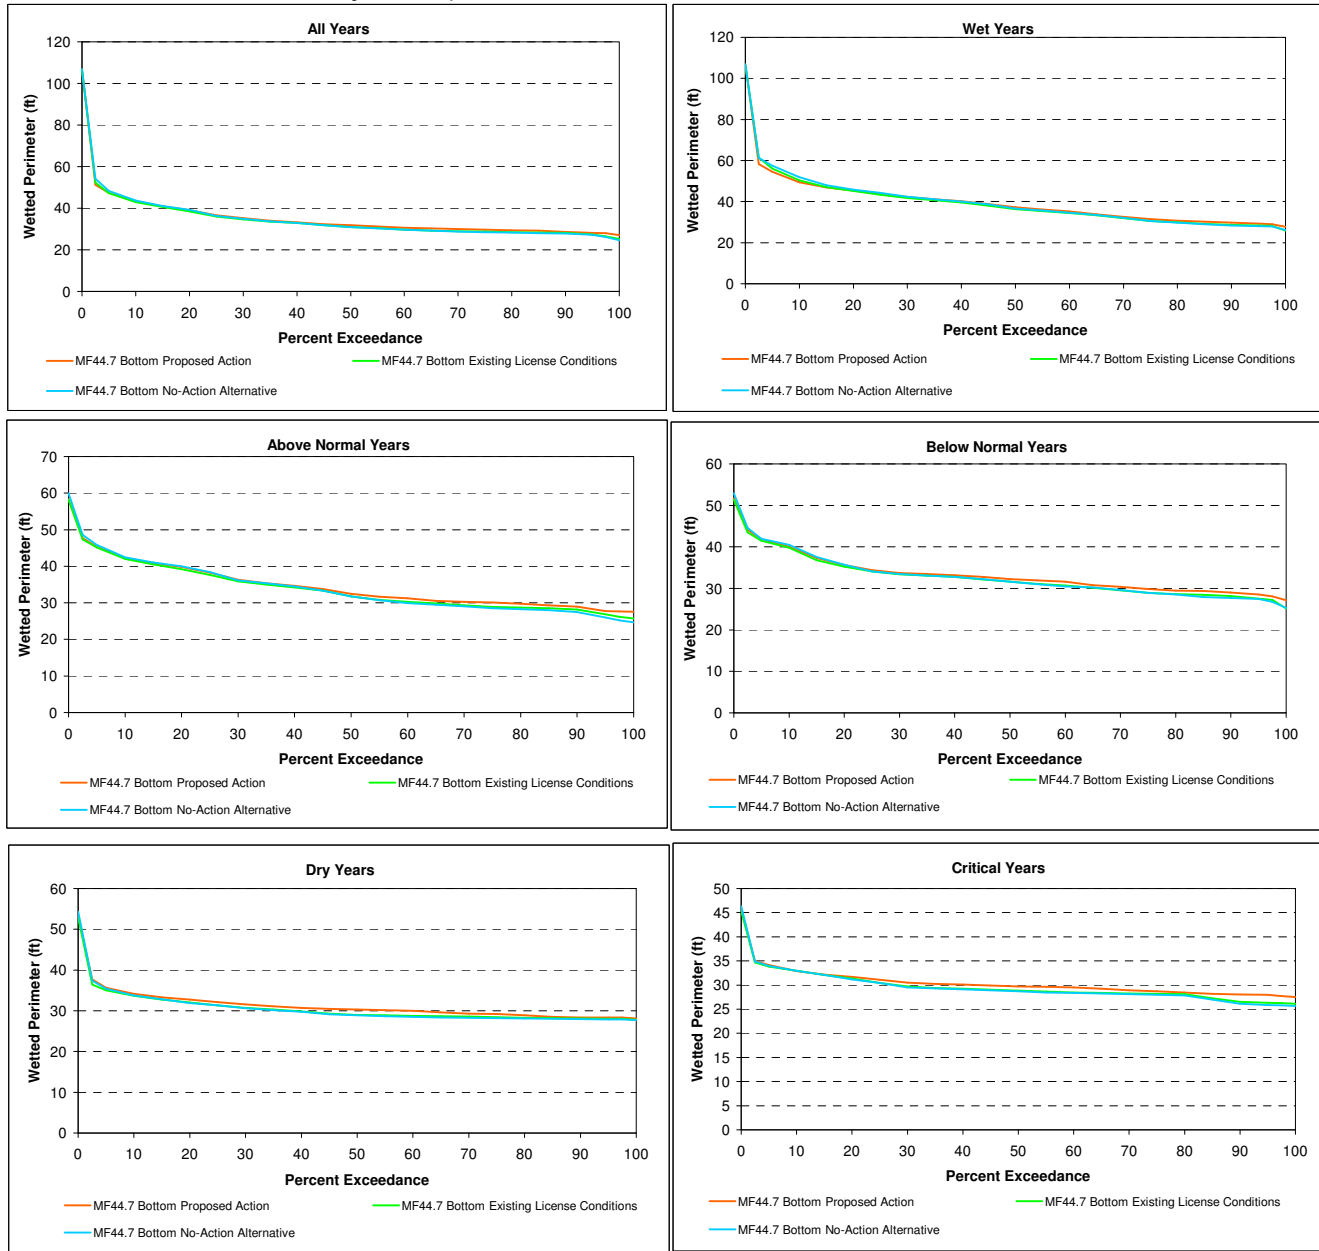 All Years
Wetted Perimeter (ft)
120
100
80
60
40
20
0
0 10 20 30 40 50 60 70 80 90 100
Percent Exceedance
MF44.7 Bottom Proposed Action
MF44.7 Bottom Existing License Conditions
MF44.7 Bottom No-Action Alternative
Wet Years
Wetted Perimeter (ft)
120
100
80
60
40
20
0
0 10 20 30 40 50 60 70 80 90 100
Percent Exceedance
MF44.7 Bottom Proposed Action
MF44.7 Bottom Existing License Conditions
MF44.7 Bottom No-Action Alternative
Above Normal Years
Wetted Perimeter (ft)
70
60
50
40
30
20
10
0
0 10 20 30 40 50 60 70 80 90 100
Percent Exceedance
MF44.7 Bottom Proposed Action
MF44.7 Bottom Existing License Conditions
MF44.7 Bottom No-Action Alternative
Below Normal Years
Wetted Perimeter (ft)
60
50
40
30
20
10
0
0 10 20 30 40 50 60 70 80 90 100
Percent Exceedance
MF44.7 Bottom Proposed Action
MF44.7 Bottom Existing License Conditions
MF44.7 Bottom No-Action Alternative
Dry Years
Wetted Perimeter (ft)
60
50
40
30
20
10
0
0 10 20 30 40 50 60 70 80 90 100
Percent Exceedance
MF44.7 Bottom Proposed Action
MF44.7 Bottom Existing License Conditions
MF44.7 Bottom No-Action Alternative
Critical Years
Wetted Perimeter (ft)
50
45
40
35
30
25
20
15
10
5
0
0 10 20 30 40 50 60 70 80 90 100
Percent Exceedance
MF44.7 Bottom Proposed Action
MF44.7 Bottom Existing License Conditions
MF44.7 Bottom No-Action Alternative